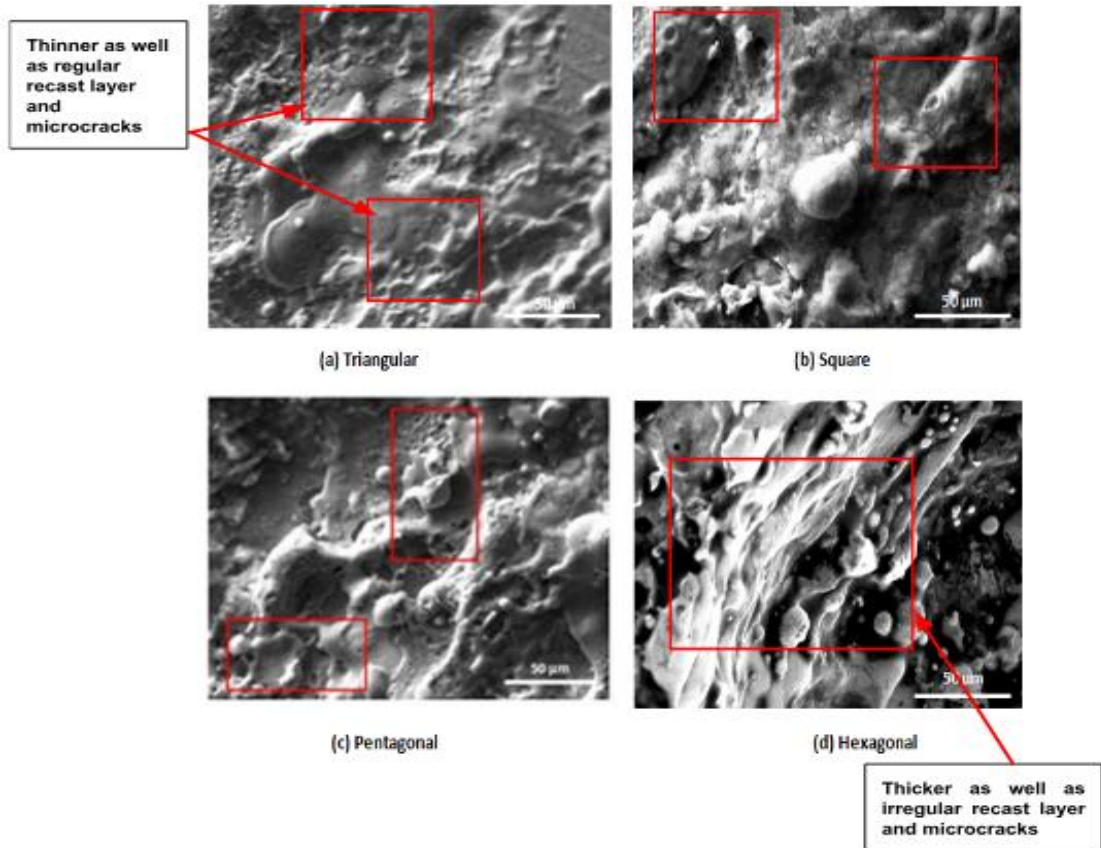 Thinner as well
as regular
recast layer
and
microcracks
50 µm
50 µm
(a) Triangular
(b) Square
50 µm
50 µm
(c) Pentagonal
(d) Hexagonal
Thicker as well as
irregular recast layer
and microcracks